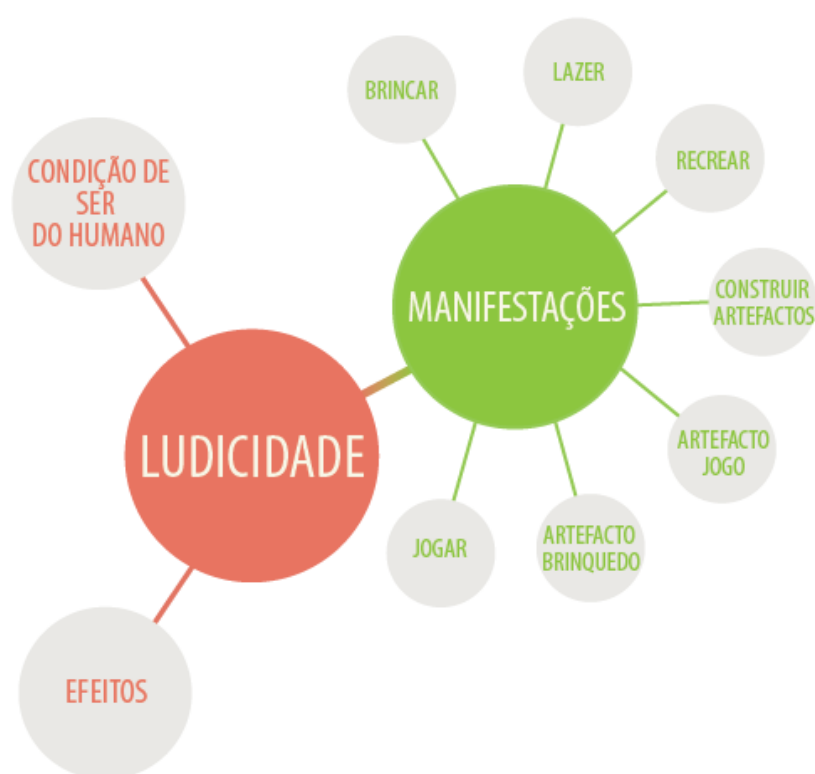 BRINCAR
LAZER
RECREAR
CONDIÇÃO DE
SER
DO HUMANO
MANIFESTAÇÕES
CONSTRUIR
ARTEFACTOS
LUDICIDADE
ARTEFACTO
JOGO
JOGAR
ARTEFACTO
BRINQUEDO
EFEITOS